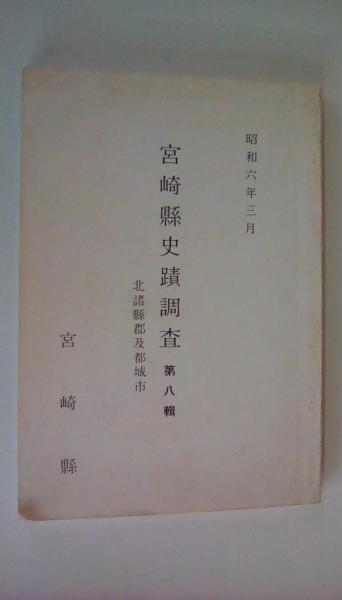 昭和六年三月
宮崎縣史蹟調査 第八輯
北諸縣郡及都城市
宮崎縣